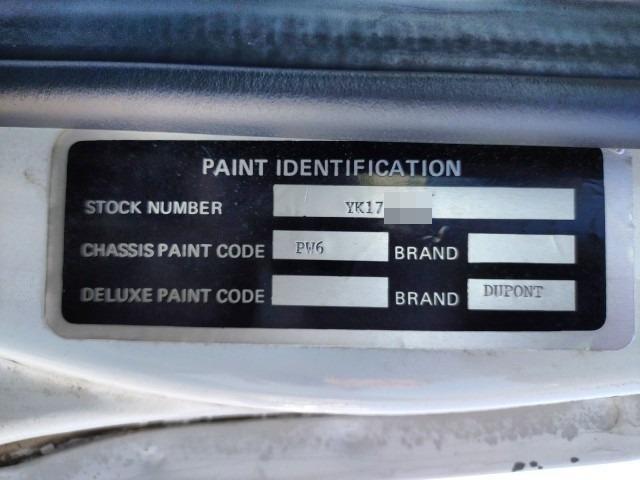 PAINT IDENTIFICATION
STOCK NUMBER YK17
CHASSIS PAINT CODE PW6 BRAND
DELUXE PAINT CODE BRAND DUPONT